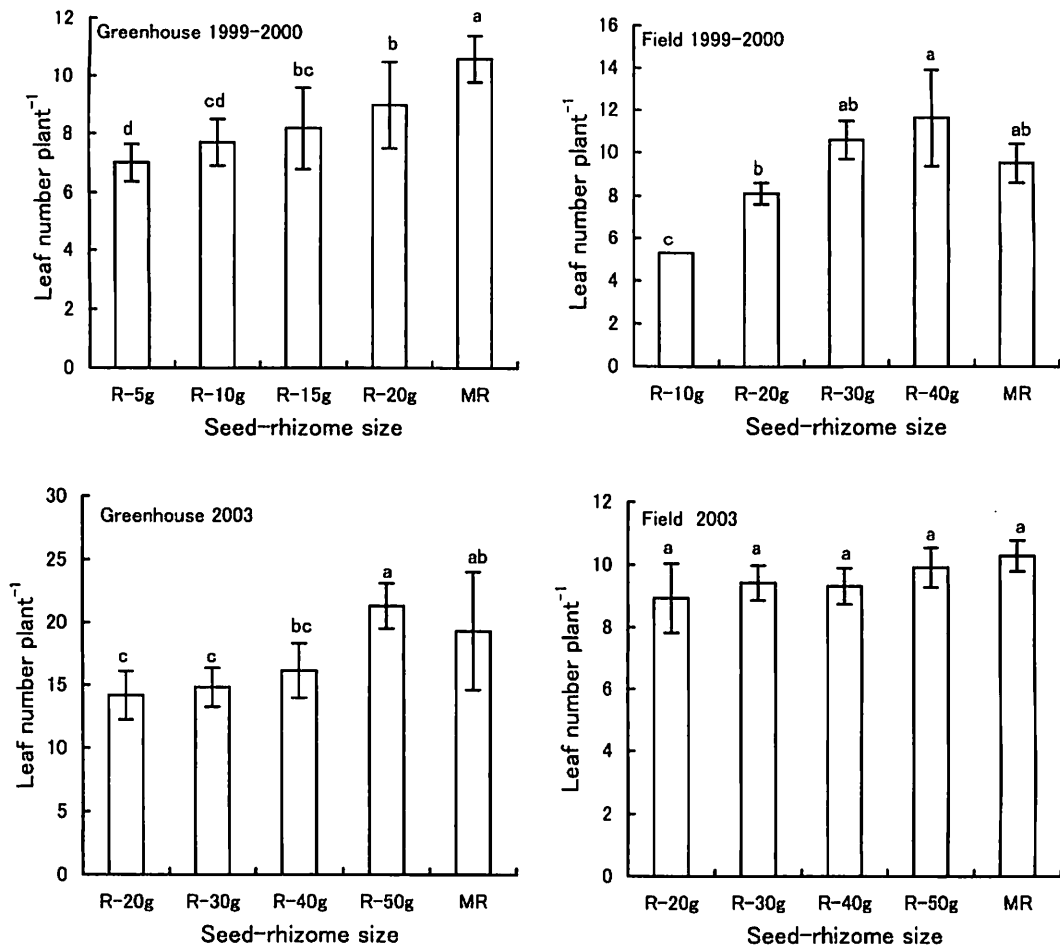 Greenhouse 1999-2000
Leaf number plant⁻¹
12
10
8
6
4
2
0
d
cd
bc
b
a
R-5g R-10g R-15g R-20g MR
Seed-rhizome size
Field 1999-2000
Leaf number plant⁻¹
16
14
12
10
8
6
4
2
0
c
b
ab
a
ab
R-10g R-20g R-30g R-40g MR
Seed-rhizome size
Greenhouse 2003
Leaf number plant⁻¹
30
25
20
15
10
5
0
c
c
bc
a
ab
R-20g R-30g R-40g R-50g MR
Seed-rhizome size
Field 2003
Leaf number plant⁻¹
12
10
8
6
4
2
0
a
a
a
a
a
R-20g R-30g R-40g R-50g MR
Seed-rhizome size